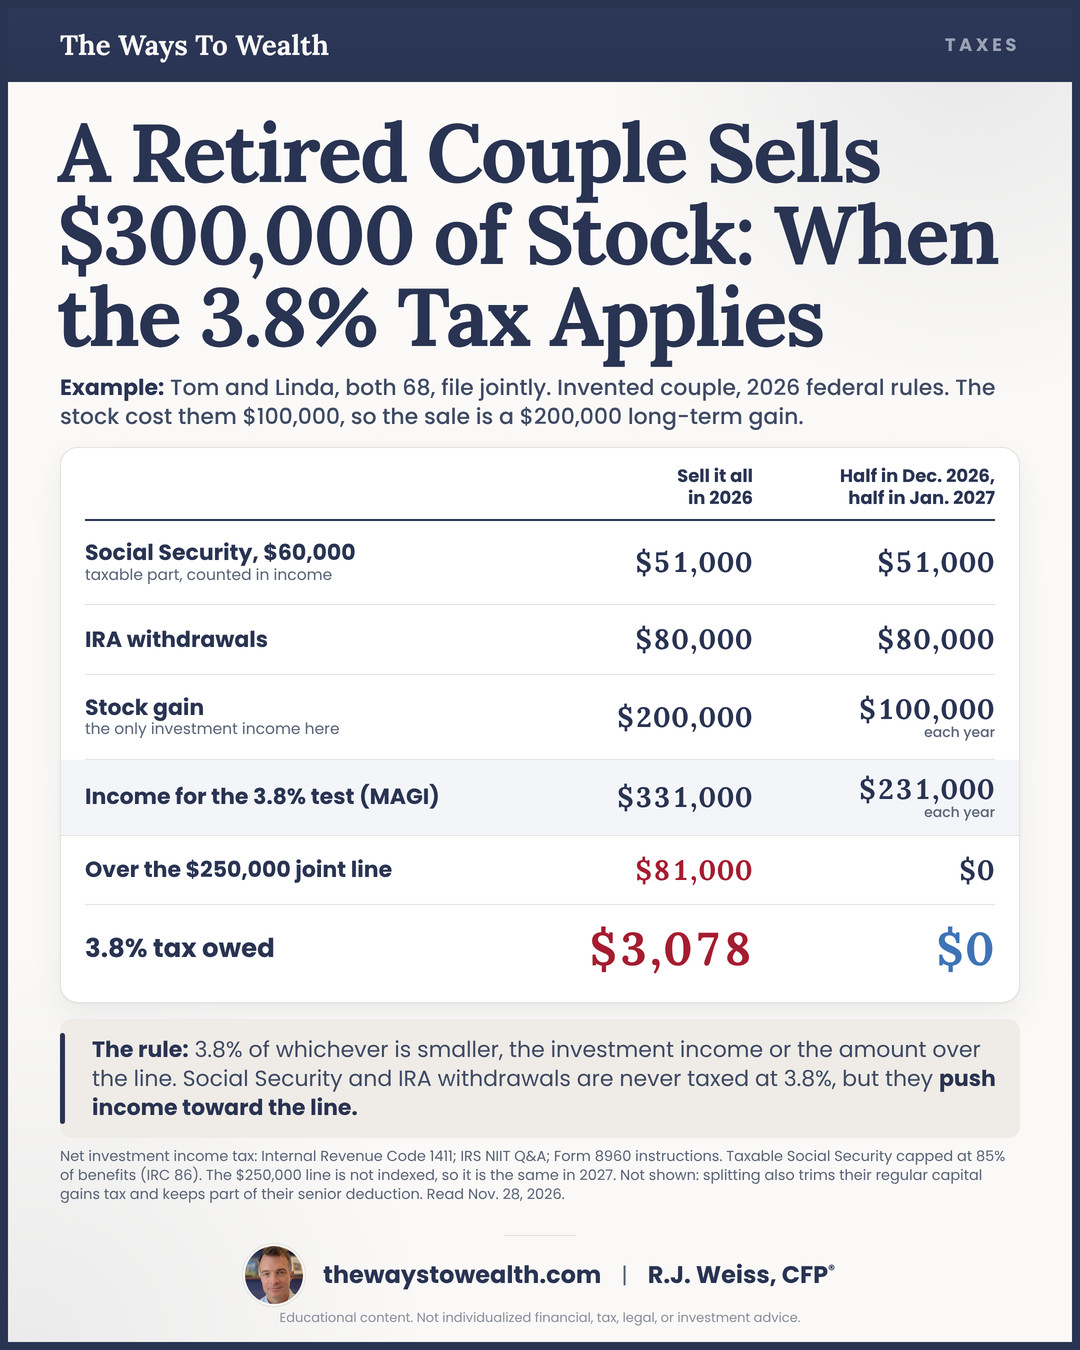 The Ways To Wealth
TAXES
A Retired Couple Sells
$300,000 of Stock: When
the 3.8% Tax Applies
Example: Tom and Linda, both 68, file jointly. Invented couple, 2026 federal rules. The
stock cost them $100,000, so the sale is a $200,000 long-term gain.
Sell it all
in 2026
Half in Dec. 2026,
half in Jan. 2027
Social Security, $60,000
taxable part, counted in income
$51,000
$51,000
IRA withdrawals
$80,000
$80,000
Stock gain
the only investment income here
$200,000
$100,000
each year
Income for the 3.8% test (MAGI)
$331,000
$231,000
each year
Over the $250,000 joint line
$81,000
$0
3.8% tax owed
$3,078
$0
The rule: 3.8% of whichever is smaller, the investment income or the amount over
the line. Social Security and IRA withdrawals are never taxed at 3.8%, but they push
income toward the line.
Net investment income tax: Internal Revenue Code 1411; IRS NIIT Q&A; Form 8960 instructions. Taxable Social Security capped at 85%
of benefits (IRC 86). The $250,000 line is not indexed, so it is the same in 2027. Not shown: splitting also trims their regular capital
gains tax and keeps part of their senior deduction. Read Nov. 28, 2026.
thewaystowealth.com | R.J. Weiss, CFP®
Educational content. Not individualized financial, tax, legal, or investment advice.